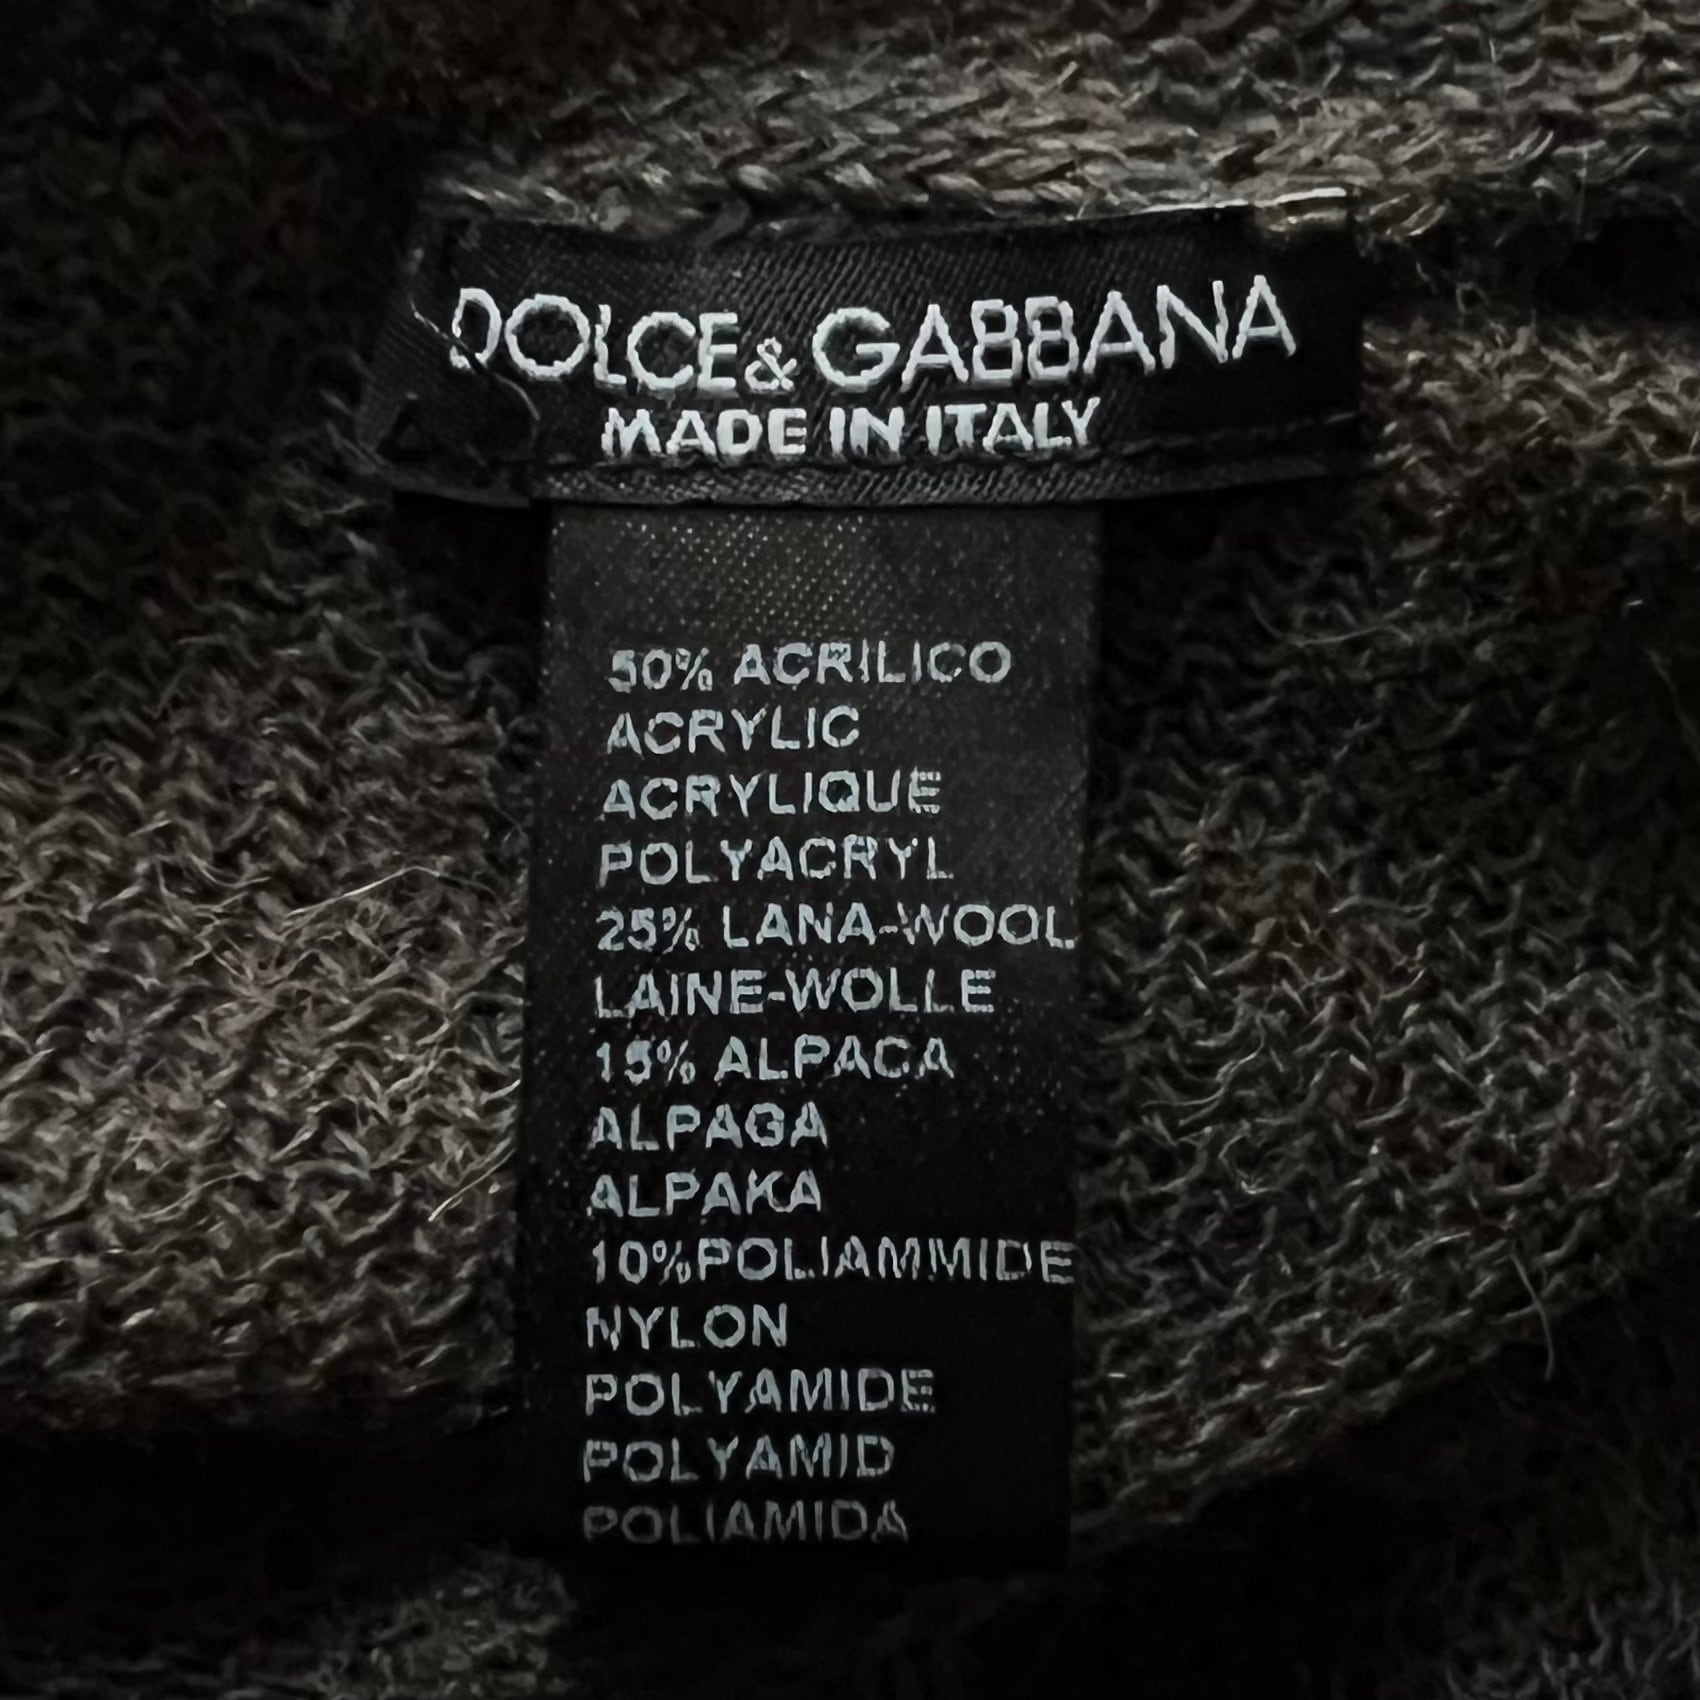 DOLCE & GABBANA
MADE IN ITALY
50% ACRILICO
ACRYLIC
ACRYLIQUE
POLYACRYL
25% LANA-WOOL
LAINE-WOLLE
15% ALPACA
ALPAGA
ALPAKA
10%POLIAMMIDE
NYLON
POLYAMIDE
POLYAMID
POLIAMIDA